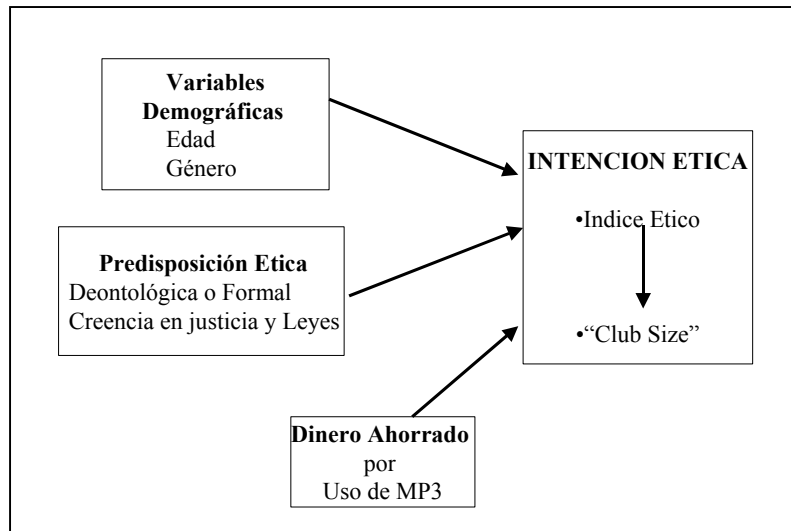 Variables
Demográficas
Edad
Género
Predisposición Etica
Deontológica o Formal
Creencia en justicia y Leyes
Dinero Ahorrado
por
Uso de MP3
INTENCION ETICA
•Indice Etico
•“Club Size”